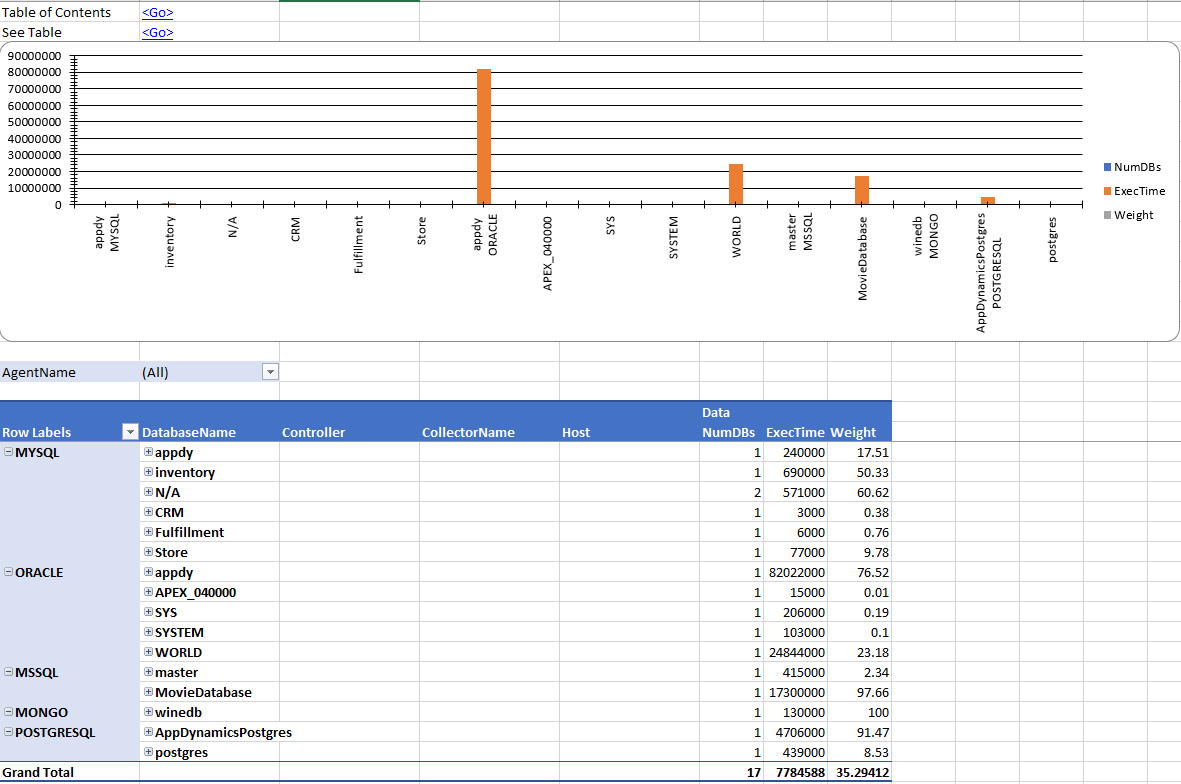 Table of Contents <Go>
See Table <Go>
90000000
80000000
70000000
60000000
50000000
40000000
30000000
20000000
10000000
0
appdy
MYSQL
inventory
N/A
CRM
Fulfillment
Store
appdy
ORACLE
APEX_040000
SYS
SYSTEM
WORLD
master
MSSQL
MovieDatabase
winedb
MONGO
AppDynamicsPostgres
POSTGRESQL
postgres
NumDBs
ExecTime
Weight
AgentName (All)
Data
Row Labels DatabaseName Controller CollectorName Host NumDBs ExecTime Weight
MYSQL appdy 1 240000 17.51
inventory 1 690000 50.33
N/A 2 571000 60.62
CRM 1 3000 0.38
Fulfillment 1 6000 0.76
Store 1 77000 9.78
ORACLE appdy 1 82022000 76.52
APEX_040000 1 15000 0.01
SYS 1 206000 0.19
SYSTEM 1 103000 0.1
WORLD 1 24844000 23.18
MSSQL master 1 415000 2.34
MovieDatabase 1 17300000 97.66
MONGO winedb 1 130000 100
POSTGRESQL AppDynamicsPostgres 1 4706000 91.47
postgres 1 439000 8.53
Grand Total 17 7784588 35.29412